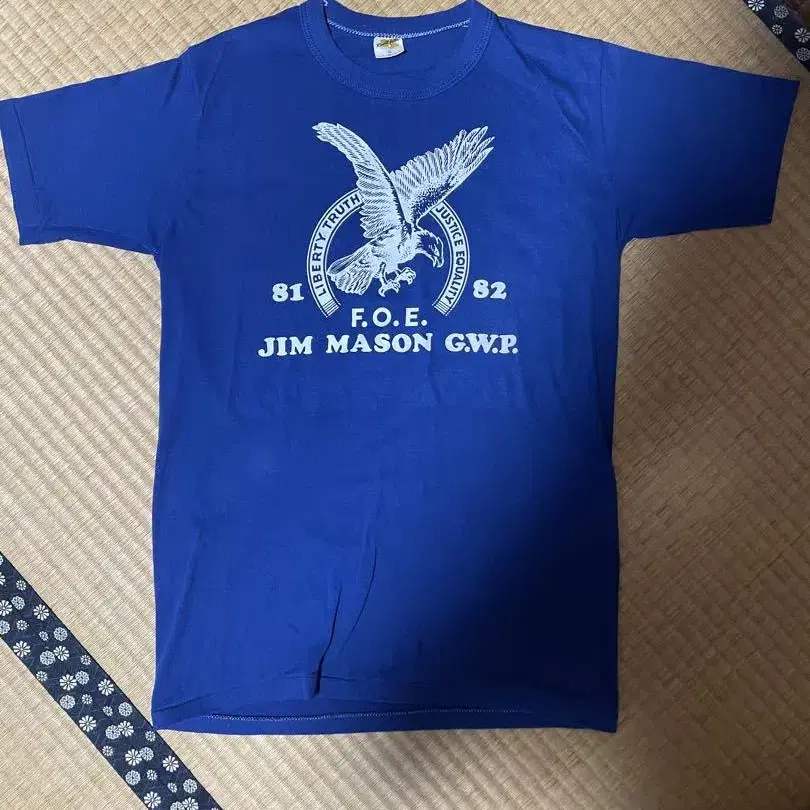 LIBERTY TRUTH JUSTICE EQUALITY
81 82
F.O.E.
JIM MASON G.W.P.